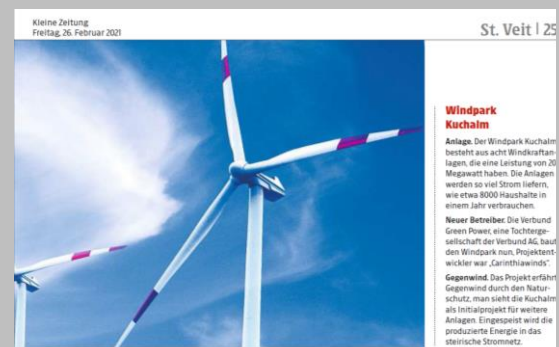 Kleine Zeitung
Freitag, 26. Februar 2021
St. Veit | 25
Windpark
Kuchalm
Anlage. Der Windpark Kuchalm
besteht aus acht Windkraftan-
lagen, die eine Leistung von 20
Megawatt haben. Die Anlagen
werden so viel Strom liefern,
wie etwa 8000 Haushalte in
einem Jahr verbrauchen.
Neuer Betreiber. Die Verbund
Green Power, eine Tochterge-
sellschaft der Verbund AG, baut
den Windpark nun, Projektent-
wickler war „Carinthiawinds“.
Gegenwind. Das Projekt erfährt
Gegenwind durch den Natur-
schutz, man sieht die Kuchalm
als Initialprojekt für weitere
Anlagen. Eingespeist wird die
produzierte Energie in das
steirische Stromnetz.